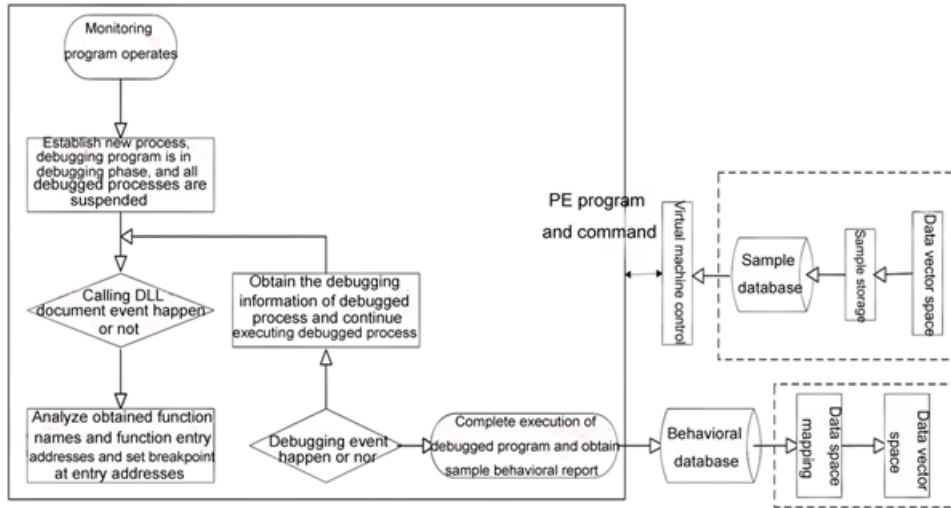 Monitoring
program operates
Establish new process,
debugging program is in
debugging phase, and all
debugged processes are
suspended
Calling DLL
document event happen
or not
Analyze obtained function
names and function entry
addresses and set breakpoint
at entry addresses
Obtain the debugging
information of debugged
process and continue
executing debugged process
Debugging event
happen or nor
Complete execution of
debugged program and obtain
sample behavioral report
PE program
and command
Virtual machine control
Sample
database
Sample storage
Data vector space
Behavioral
database
Data space
mapping
Data vector
space